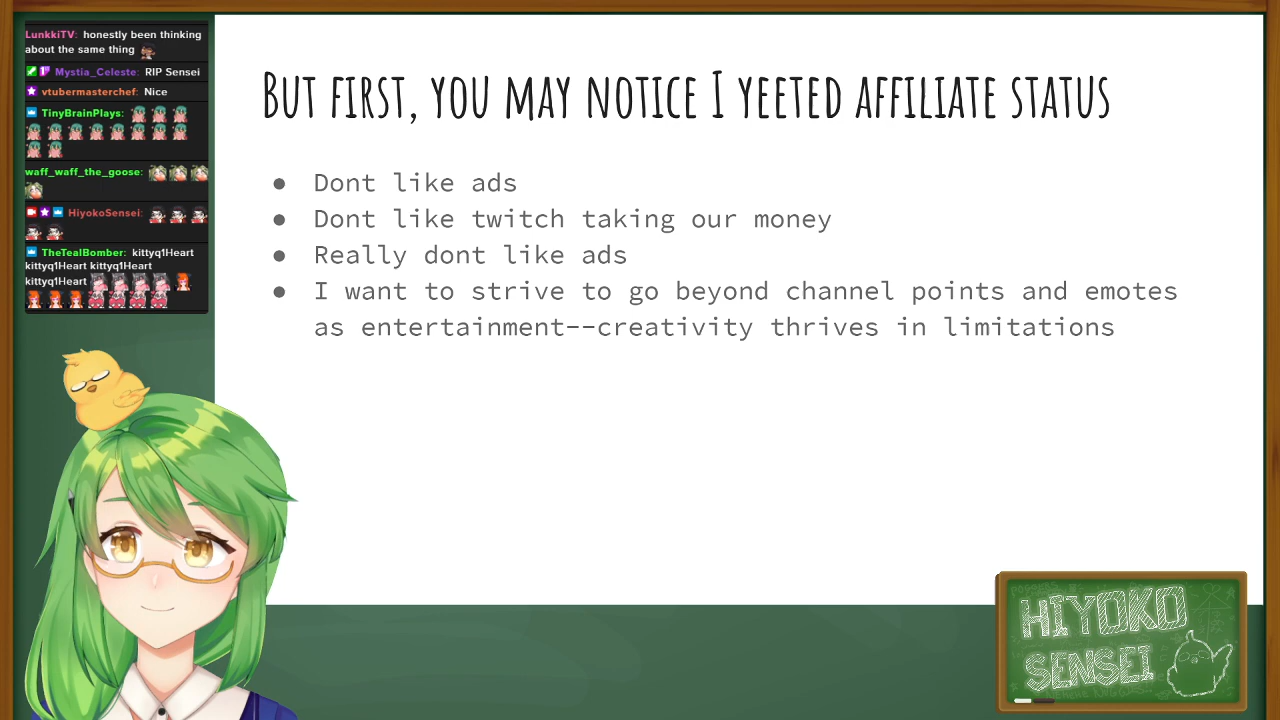 LunkkiTV: honestly been thinking
about the same thing
Mystia_Celeste: RIP Sensei
vtubermasterchef: Nice
TinyBrainPlays:
waff_waff_the_goose:
HiyokoSensei:
TheTealBomber: kittyq1Heart
kittyq1Heart kittyq1Heart
kittyq1Heart
But first, you may notice I yeeted affiliate status
● Dont like ads
● Dont like twitch taking our money
● Really dont like ads
● I want to strive to go beyond channel points and emotes
as entertainment--creativity thrives in limitations
HIYOKO
SENSEI